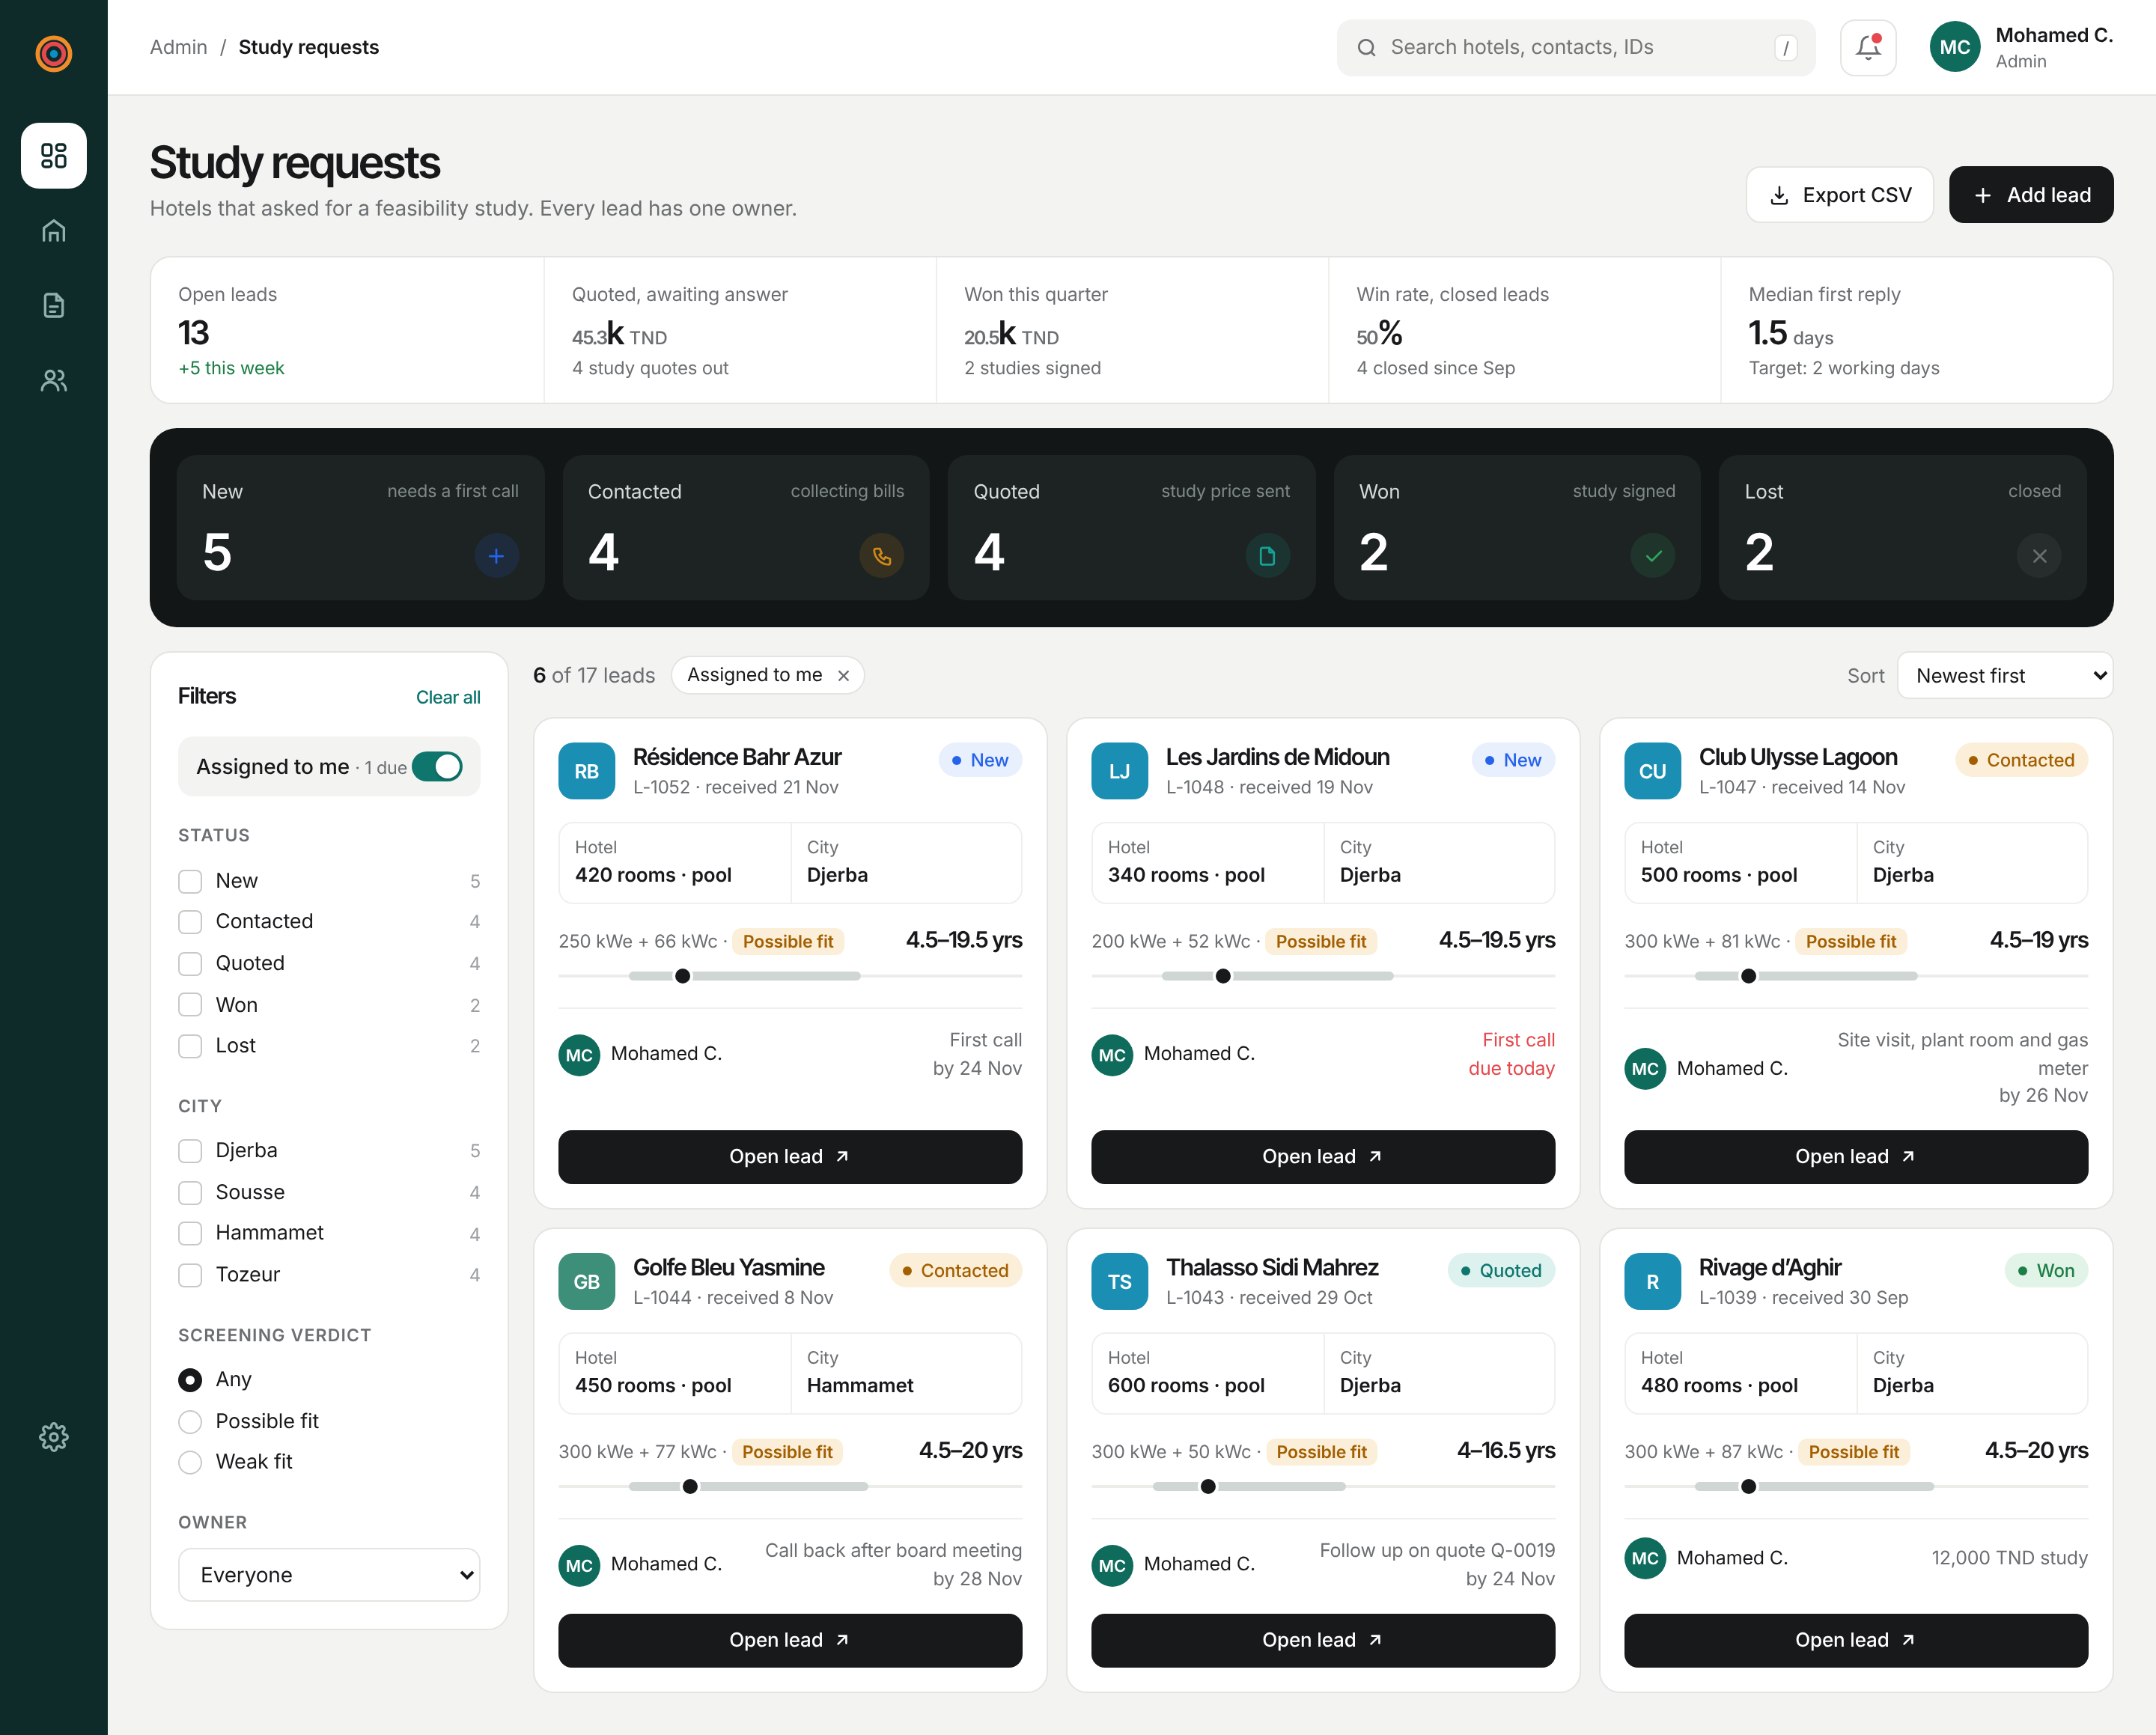 Admin / Study requests
Search hotels, contacts, IDs
/
MC
Mohamed C.
Admin
Study requests
Hotels that asked for a feasibility study. Every lead has one owner.
Export CSV
Add lead
Open leads
13
+5 this week
Quoted, awaiting answer
45.3k TND
4 study quotes out
Won this quarter
20.5k TND
2 studies signed
Win rate, closed leads
50%
4 closed since Sep
Median first reply
1.5 days
Target: 2 working days
New
needs a first call
5
Contacted
collecting bills
4
Quoted
study price sent
4
Won
study signed
2
Lost
closed
2
Filters
Clear all
Assigned to me · 1 due
STATUS
New 5
Contacted 4
Quoted 4
Won 2
Lost 2
CITY
Djerba 5
Sousse 4
Hammamet 4
Tozeur 4
SCREENING VERDICT
Any
Possible fit
Weak fit
OWNER
Everyone
6 of 17 leads
Assigned to me
Sort
Newest first
RB
Résidence Bahr Azur
New
L-1052 · received 21 Nov
Hotel
420 rooms · pool
City
Djerba
250 kWe + 66 kWc · Possible fit
4.5–19.5 yrs
MC
Mohamed C.
First call
by 24 Nov
Open lead
LJ
Les Jardins de Midoun
New
L-1048 · received 19 Nov
Hotel
340 rooms · pool
City
Djerba
200 kWe + 52 kWc · Possible fit
4.5–19.5 yrs
MC
Mohamed C.
First call
due today
Open lead
CU
Club Ulysse Lagoon
Contacted
L-1047 · received 14 Nov
Hotel
500 rooms · pool
City
Djerba
300 kWe + 81 kWc · Possible fit
4.5–19 yrs
MC
Mohamed C.
Site visit, plant room and gas
meter
by 26 Nov
Open lead
GB
Golfe Bleu Yasmine
Contacted
L-1044 · received 8 Nov
Hotel
450 rooms · pool
City
Hammamet
300 kWe + 77 kWc · Possible fit
4.5–20 yrs
MC
Mohamed C.
Call back after board meeting
by 28 Nov
Open lead
TS
Thalasso Sidi Mahrez
Quoted
L-1043 · received 29 Oct
Hotel
600 rooms · pool
City
Djerba
300 kWe + 50 kWc · Possible fit
4–16.5 yrs
MC
Mohamed C.
Follow up on quote Q-0019
by 24 Nov
Open lead
R
Rivage d’Aghir
Won
L-1039 · received 30 Sep
Hotel
480 rooms · pool
City
Djerba
300 kWe + 87 kWc · Possible fit
4.5–20 yrs
MC
Mohamed C.
12,000 TND study
Open lead